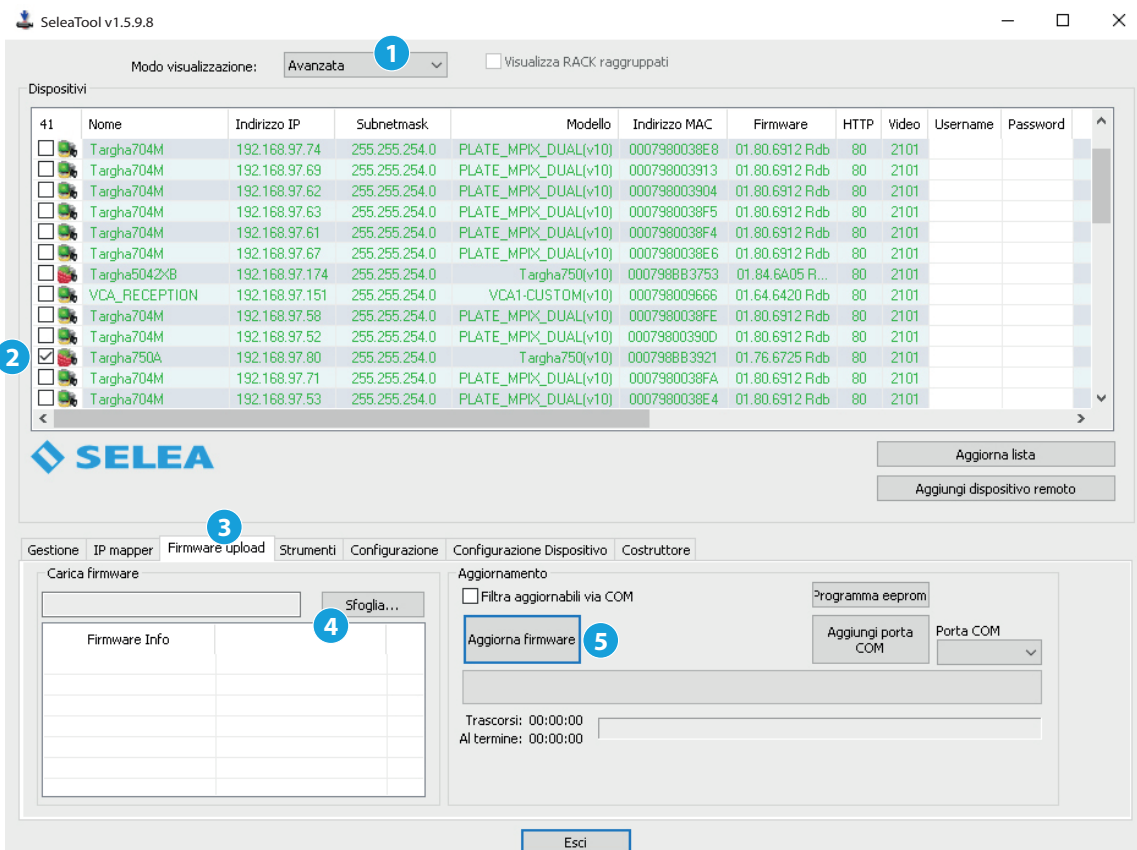 SeleaTool v1.5.9.8
Modo visualizzazione: Avanzata 1 Visualizza RACK raggruppati
Dispositivi
41 Nome Indirizzo IP Subnetmask Modello Indirizzo MAC Firmware HTTP Video Username Password
Targha704M 192.168.97.74 255.255.254.0 PLATE_MPIX_DUAL(v10) 0007980038E8 01.80.6912 Rdb 80 2101
Targha704M 192.168.97.69 255.255.254.0 PLATE_MPIX_DUAL(v10) 000798003913 01.80.6912 Rdb 80 2101
Targha704M 192.168.97.62 255.255.254.0 PLATE_MPIX_DUAL(v10) 000798003904 01.80.6912 Rdb 80 2101
Targha704M 192.168.97.63 255.255.254.0 PLATE_MPIX_DUAL(v10) 0007980038F5 01.80.6912 Rdb 80 2101
Targha704M 192.168.97.61 255.255.254.0 PLATE_MPIX_DUAL(v10) 0007980038F4 01.80.6912 Rdb 80 2101
Targha704M 192.168.97.67 255.255.254.0 PLATE_MPIX_DUAL(v10) 0007980038E6 01.80.6912 Rdb 80 2101
Targha5042XB 192.168.97.174 255.255.254.0 Targha750(v10) 000798BB3753 01.84.6A05 R... 80 2101
VCA_RECEPTION 192.168.97.151 255.255.254.0 VCA1-CUSTOM(v10) 000798009666 01.64.6420 Rdb 80 2101
Targha704M 192.168.97.58 255.255.254.0 PLATE_MPIX_DUAL(v10) 0007980038FE 01.80.6912 Rdb 80 2101
Targha704M 192.168.97.52 255.255.254.0 PLATE_MPIX_DUAL(v10) 00079800390D 01.80.6912 Rdb 80 2101
2 Targha750A 192.168.97.80 255.255.254.0 Targha750(v10) 000798BB3921 01.76.6725 Rdb 80 2101
Targha704M 192.168.97.71 255.255.254.0 PLATE_MPIX_DUAL(v10) 0007980038FA 01.80.6912 Rdb 80 2101
Targha704M 192.168.97.53 255.255.254.0 PLATE_MPIX_DUAL(v10) 0007980038E4 01.80.6912 Rdb 80 2101
SELEA
Aggiorna lista
Aggiungi dispositivo remoto
3
Gestione IP mapper Firmware upload Strumenti Configurazione Configurazione Dispositivo Costruttore
Carica firmware
Sfoglia...
4
Firmware Info
Aggiornamento
Filtra aggiornabili via COM
Programma eeprom
Aggiorna firmware 5
Aggiungi porta
COM
Porta COM
Trascorsi: 00:00:00
Al termine: 00:00:00
Esci